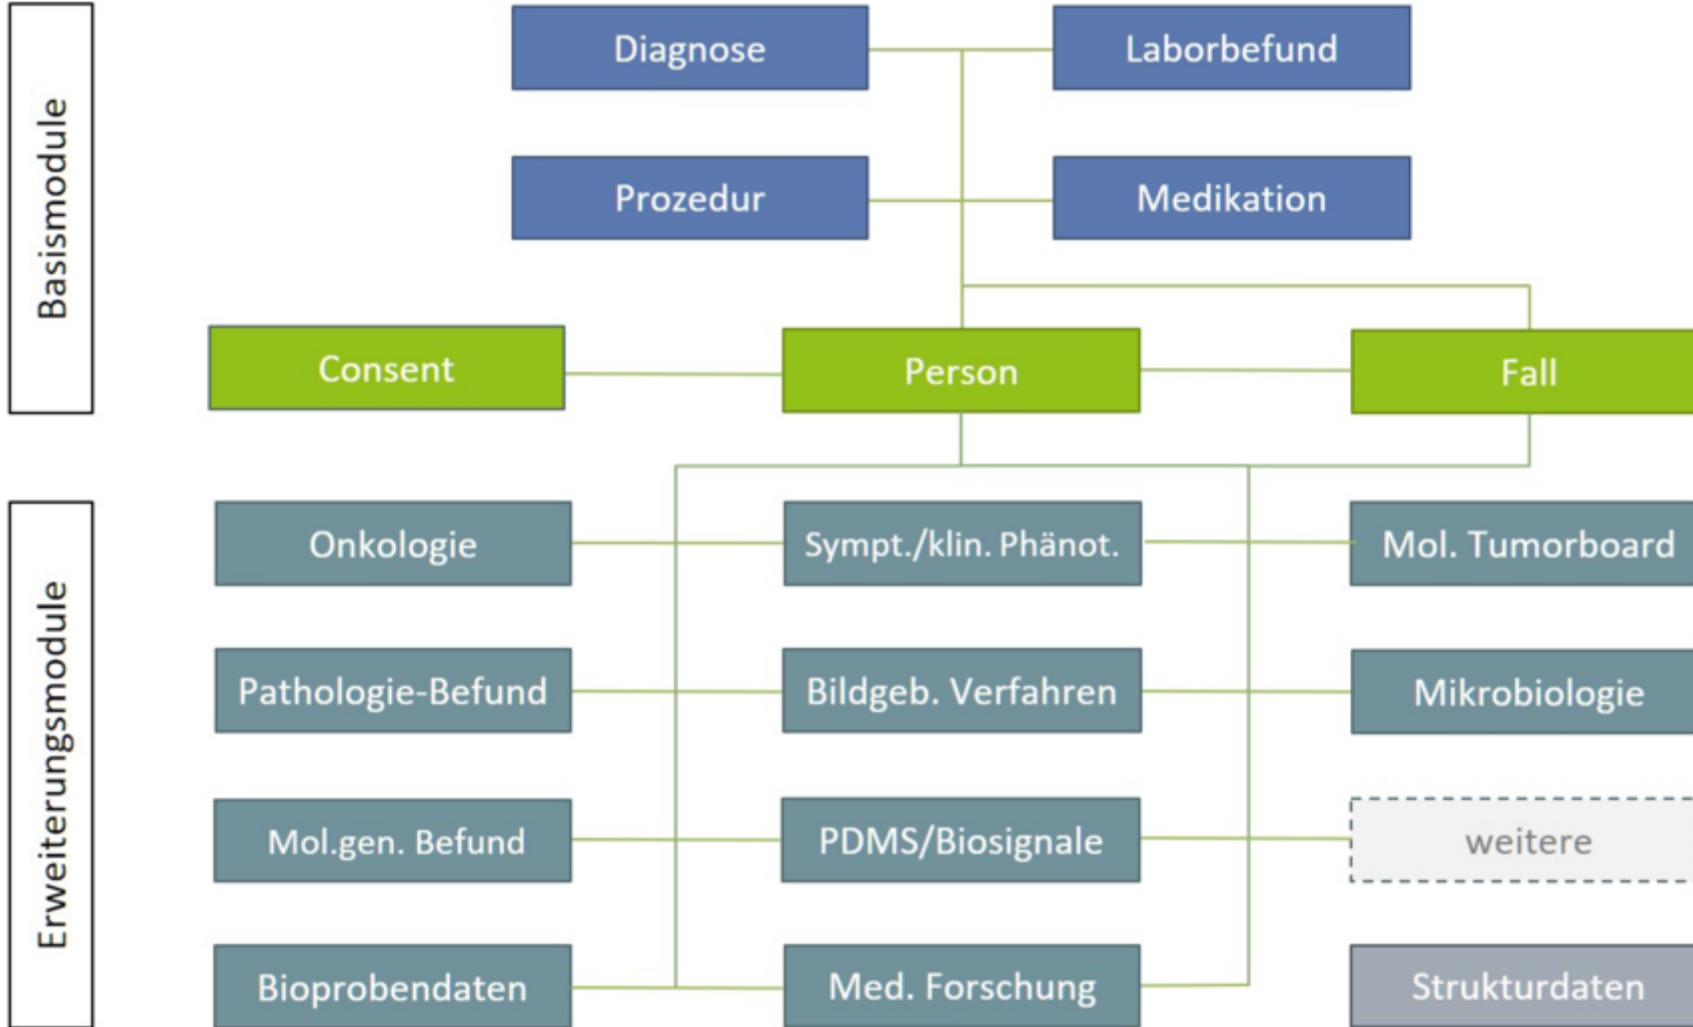 Basismodule
Diagnose
Laborbefund
Prozedur
Medikation
Consent
Person
Fall
Erweiterungsmodule
Onkologie
Sympt./klin. Phänot.
Mol. Tumorboard
Pathologie-Befund
Bildgeb. Verfahren
Mikrobiologie
Mol.gen. Befund
PDMS/Biosignale
weitere
Bioprobendaten
Med. Forschung
Strukturdaten